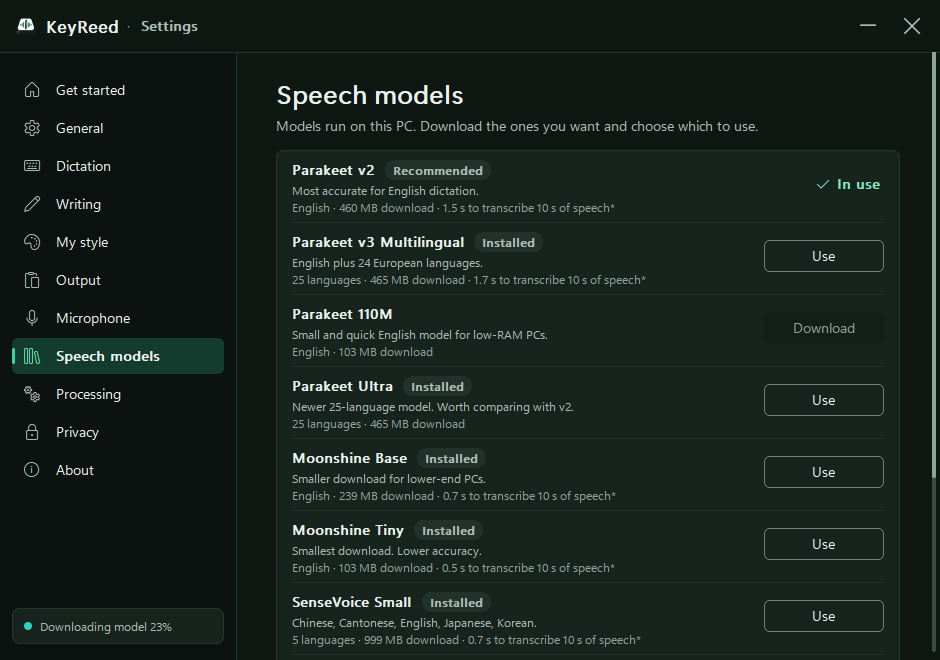 KeyReed · Settings
Get started
General
Dictation
Writing
My style
Output
Microphone
Speech models
Processing
Privacy
About
Downloading model 23%
Speech models
Models run on this PC. Download the ones you want and choose which to use.
Parakeet v2 Recommended
Most accurate for English dictation.
English · 460 MB download · 1.5 s to transcribe 10 s of speech*
In use
Parakeet v3 Multilingual Installed
English plus 24 European languages.
25 languages · 465 MB download · 1.7 s to transcribe 10 s of speech*
Use
Parakeet 110M
Small and quick English model for low-RAM PCs.
English · 103 MB download
Download
Parakeet Ultra Installed
Newer 25-language model. Worth comparing with v2.
25 languages · 465 MB download
Use
Moonshine Base Installed
Smaller download for lower-end PCs.
English · 239 MB download · 0.7 s to transcribe 10 s of speech*
Use
Moonshine Tiny Installed
Smallest download. Lower accuracy.
English · 103 MB download · 0.5 s to transcribe 10 s of speech*
Use
SenseVoice Small Installed
Chinese, Cantonese, English, Japanese, Korean.
5 languages · 999 MB download · 0.7 s to transcribe 10 s of speech*
Use